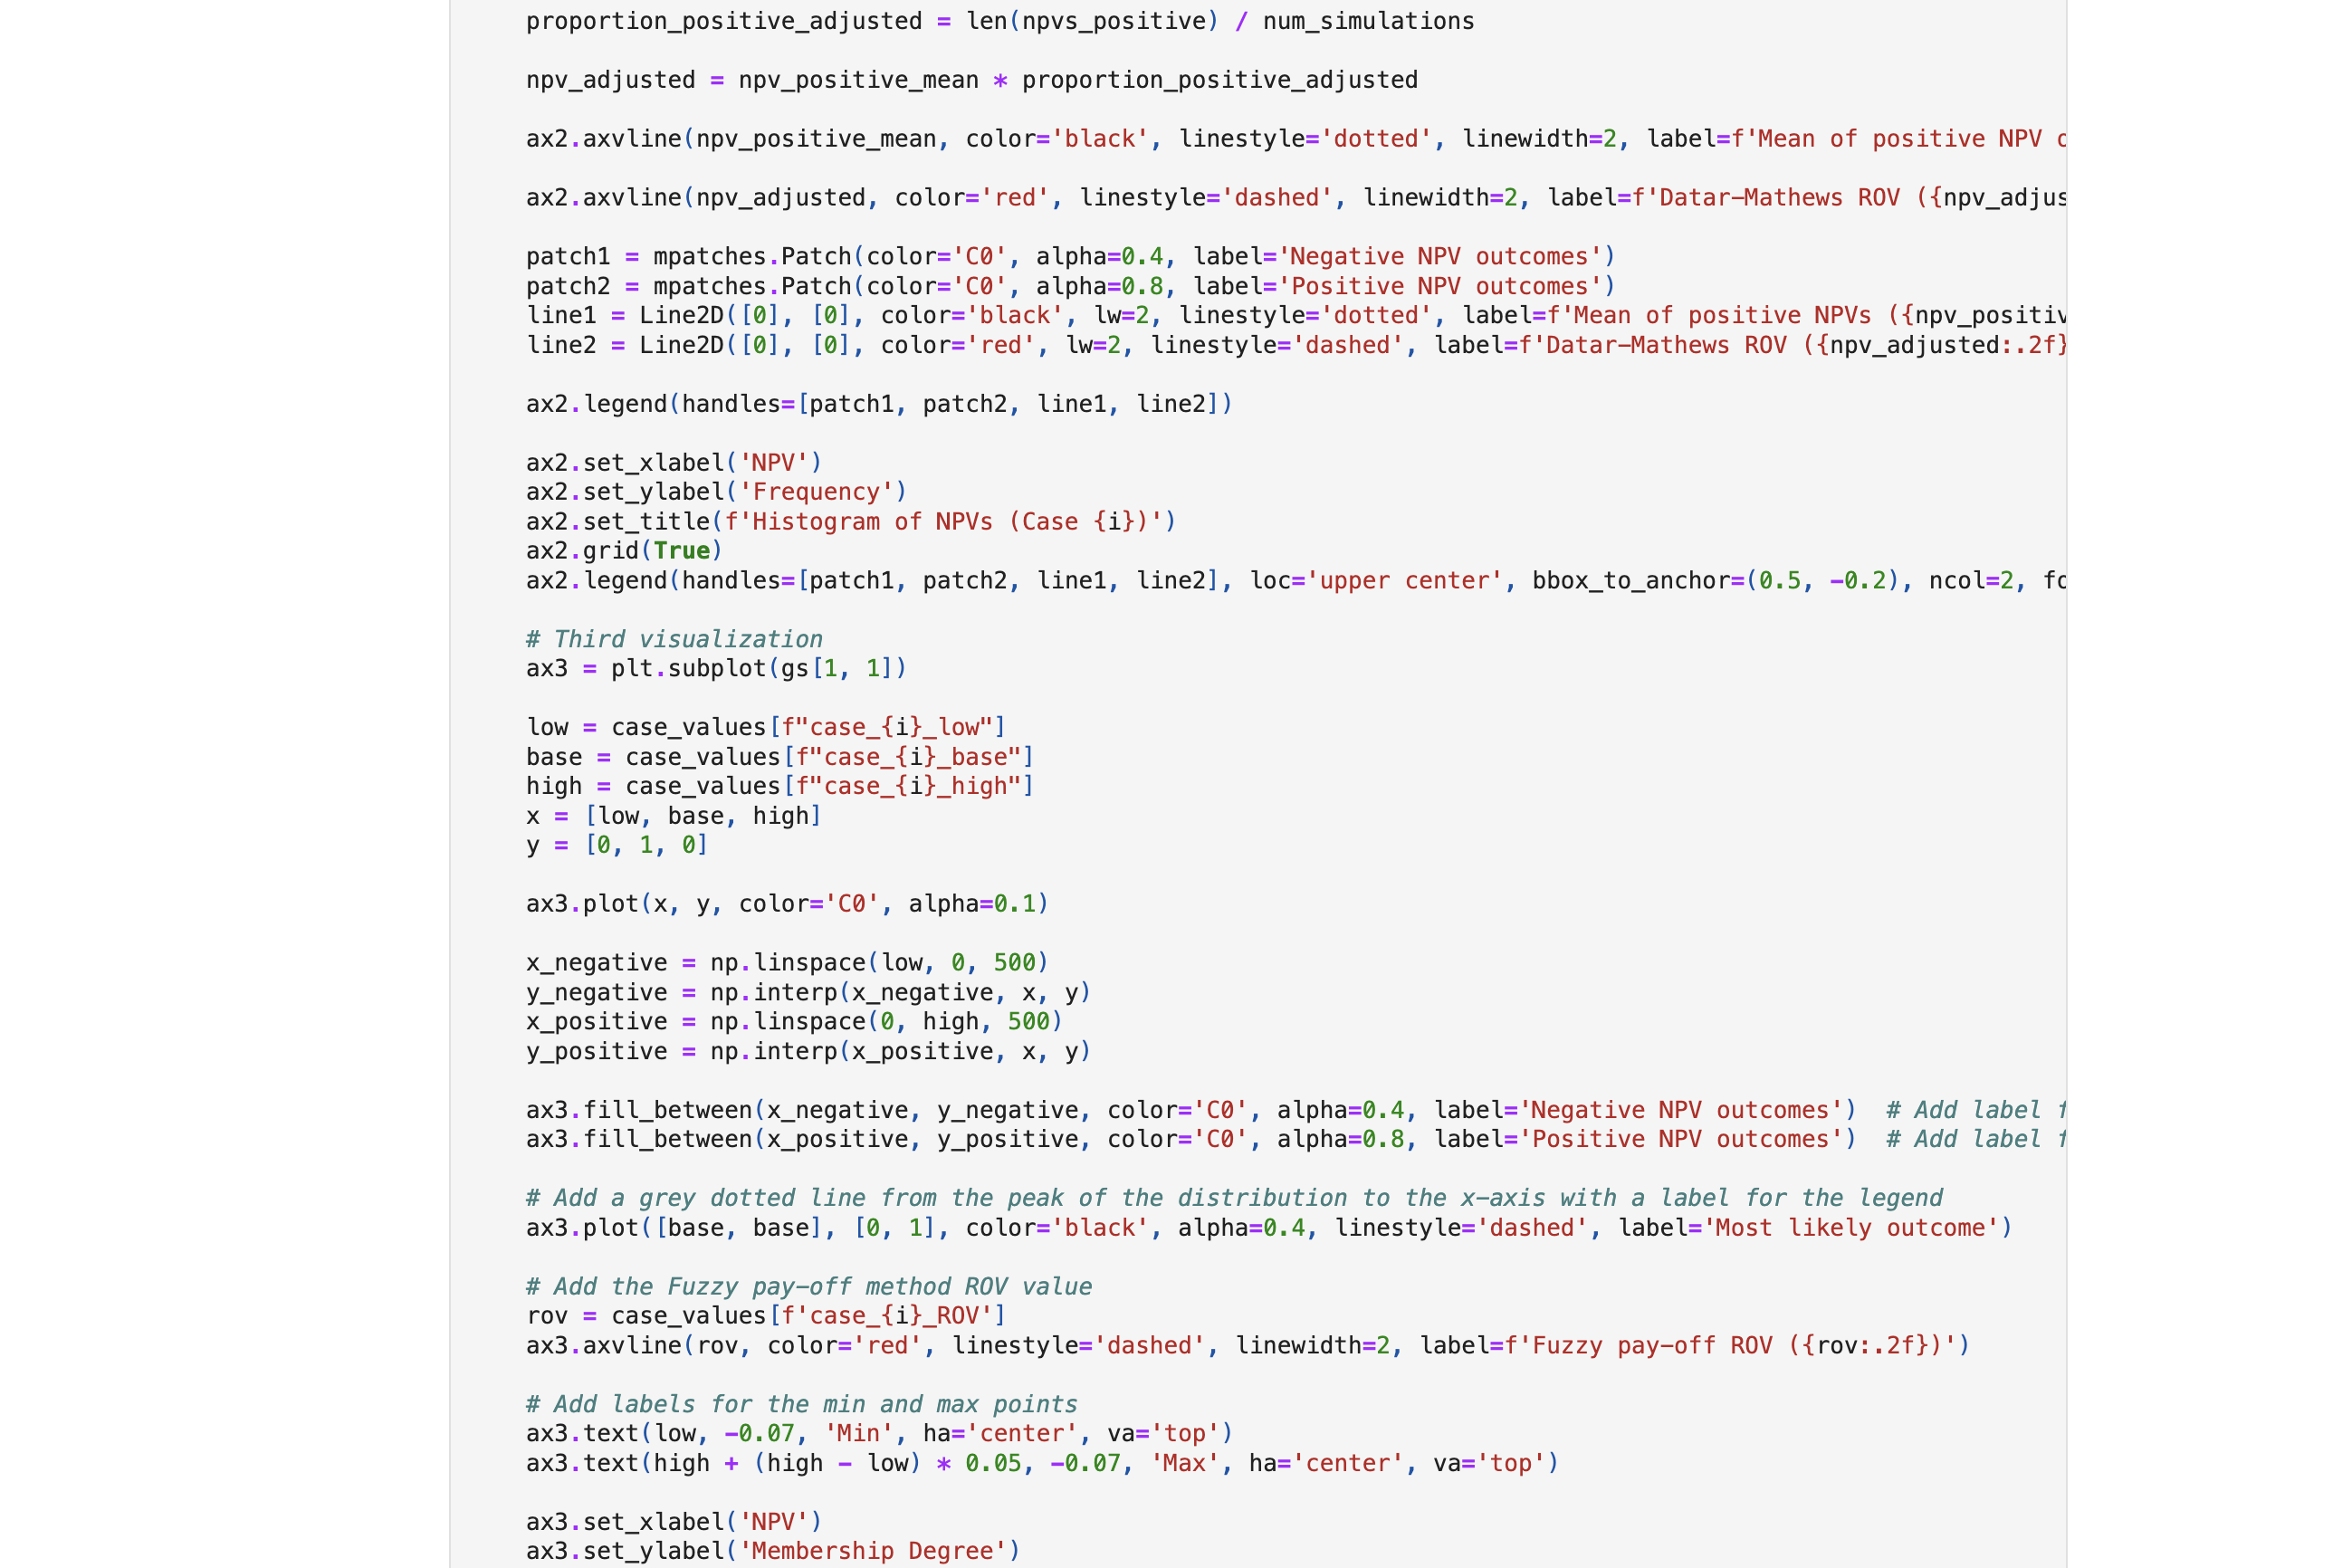 proportion_positive_adjusted = len(npvs_positive) / num_simulations
npv_adjusted = npv_positive_mean * proportion_positive_adjusted
ax2.axvline(npv_positive_mean, color='black', linestyle='dotted', linewidth=2, label=f'Mean of positive NPV
ax2.axvline(npv_adjusted, color='red', linestyle='dashed', linewidth=2, label=f'Datar-Mathews ROV ({npv_adjus
patch1 = mpatches.Patch(color='C0', alpha=0.4, label='Negative NPV outcomes')
patch2 = mpatches.Patch(color='C0', alpha=0.8, label='Positive NPV outcomes')
line1 = Line2D([0], [0], color='black', lw=2, linestyle='dotted', label=f'Mean of positive NPVs ({npv_positiv
line2 = Line2D([0], [0], color='red', lw=2, linestyle='dashed', label=f'Datar-Mathews ROV ({npv_adjusted:.2f}
ax2.legend(handles=[patch1, patch2, line1, line2])
ax2.set_xlabel('NPV')
ax2.set_ylabel('Frequency')
ax2.set_title(f'Histogram of NPVs (Case {i})')
ax2.grid(True)
ax2.legend(handles=[patch1, patch2, line1, line2], loc='upper center', bbox_to_anchor=(0.5, -0.2), ncol=2,
# Third visualization
ax3 = plt.subplot(gs[1, 1])
low = case_values[f"case_{i}_low"]
base = case_values[f"case_{i}_base"]
high = case_values[f"case_{i}_high"]
x = [low, base, high]
y = [0, 1, 0]
ax3.plot(x, y, color='C0', alpha=0.1)
x_negative = np.linspace(low, 0, 500)
y_negative = np.interp(x_negative, x, y)
x_positive = np.linspace(0, high, 500)
y_positive = np.interp(x_positive, x, y)
ax3.fill_between(x_negative, y_negative, color='C0', alpha=0.4, label='Negative NPV outcomes')  # Add label
ax3.fill_between(x_positive, y_positive, color='C0', alpha=0.8, label='Positive NPV outcomes')  # Add label
# Add a grey dotted line from the peak of the distribution to the x-axis with a label for the legend
ax3.plot([base, base], [0, 1], color='black', alpha=0.4, linestyle='dashed', label='Most likely outcome')
# Add the Fuzzy pay-off method ROV value
rov = case_values[f'case_{i}_ROV']
ax3.axvline(rov, color='red', linestyle='dashed', linewidth=2, label=f'Fuzzy pay-off ROV ({rov:.2f})')
# Add labels for the min and max points
ax3.text(low, -0.07, 'Min', ha='center', va='top')
ax3.text(high + (high - low) * 0.05, -0.07, 'Max', ha='center', va='top')
ax3.set_xlabel('NPV')
ax3.set_ylabel('Membership Degree')